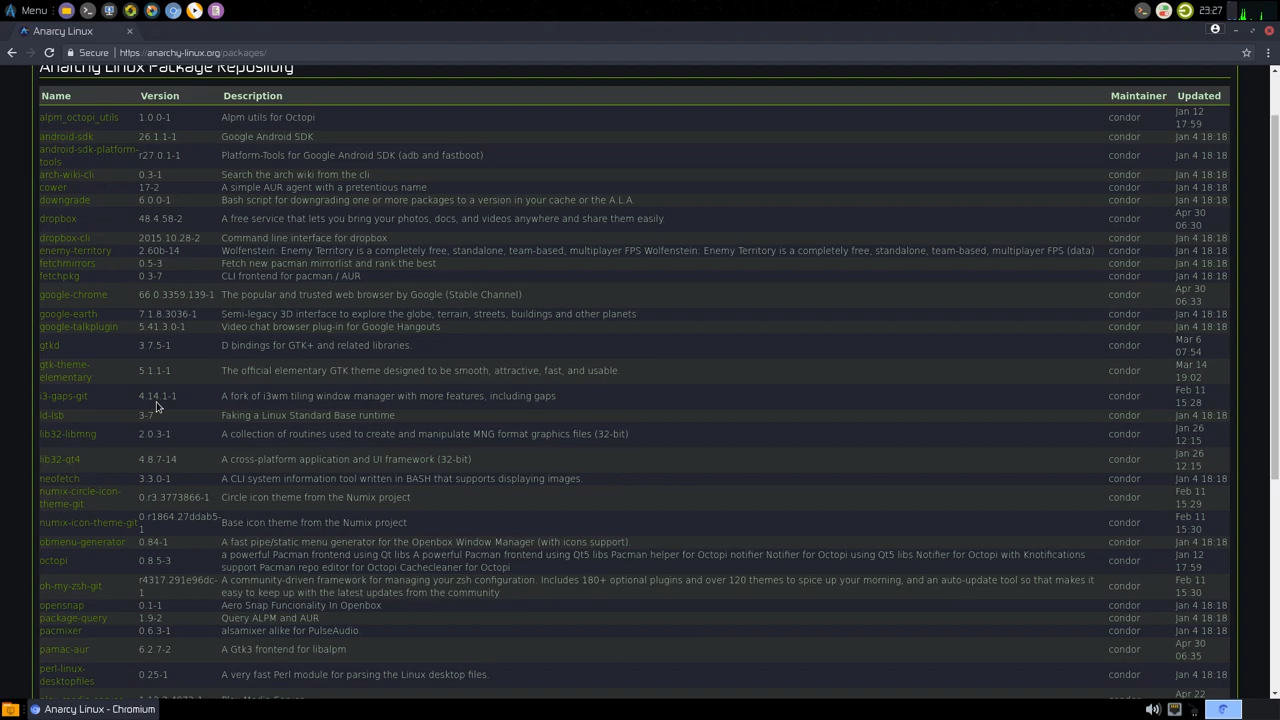 Menu
23:27
Anarcy Linux
Secure https://anarchy-linux.org/packages/
Anarchy Linux Package Repository
Name Version Description Maintainer Updated
alpm_octopi_utils 1.0.0-1 Alpm utils for Octopi condor Jan 12 17:59
android-sdk 26.1.1-1 Google Android SDK condor Jan 4 18:18
android-sdk-platform-tools r27.0.1-1 Platform-Tools for Google Android SDK (adb and fastboot) condor Jan 4 18:18
arch-wiki-cli 0.3-1 Search the arch wiki from the cli condor Jan 4 18:18
cower 17-2 A simple AUR agent with a pretentious name condor Jan 4 18:18
downgrade 6.0.0-1 Bash script for downgrading one or more packages to a version in your cache or the A.L.A. condor Jan 4 18:18
dropbox 48.4.58-2 A free service that lets you bring your photos, docs, and videos anywhere and share them easily. condor Apr 30 06:30
dropbox-cli 2015.10.28-2 Command line interface for dropbox condor Jan 4 18:18
enemy-territory 2.60b-14 Wolfenstein: Enemy Territory is a completely free, standalone, team-based, multiplayer FPS Wolfenstein: Enemy Territory is a completely free, standalone, team-based, multiplayer FPS (data) condor Jan 4 18:18
fetchmirrors 0.5-3 Fetch new pacman mirrorlist and rank the best condor Jan 4 18:18
fetchpkg 0.3-7 CLI frontend for pacman / AUR condor Jan 4 18:18
google-chrome 66.0.3359.139-1 The popular and trusted web browser by Google (Stable Channel) condor Apr 30 06:33
google-earth 7.1.8.3036-1 Semi-legacy 3D interface to explore the globe, terrain, streets, buildings and other planets condor Jan 4 18:18
google-talkplugin 5.41.3.0-1 Video chat browser plug-in for Google Hangouts condor Jan 4 18:18
gtkd 3.7.5-1 D bindings for GTK+ and related libraries. condor Mar 6 07:54
gtk-theme-elementary 5.1.1-1 The official elementary GTK theme designed to be smooth, attractive, fast, and usable. condor Mar 14 19:02
i3-gaps-git 4.14.1-1 A fork of i3wm tiling window manager with more features, including gaps condor Feb 11 15:28
ld-lsb 3-7 Faking a Linux Standard Base runtime condor Jan 4 18:18
lib32-libmng 2.0.3-1 A collection of routines used to create and manipulate MNG format graphics files (32-bit) condor Jan 26 12:15
lib32-qt4 4.8.7-14 A cross-platform application and UI framework (32-bit) condor Jan 26 12:15
neofetch 3.3.0-1 A CLI system information tool written in BASH that supports displaying images. condor Jan 4 18:18
numix-circle-icon-theme-git 0.r3.3773866-1 Circle icon theme from the Numix project condor Feb 11 15:29
numix-icon-theme-git 0.r1864.27ddab5-1 Base icon theme from the Numix project condor Feb 11 15:30
obmenu-generator 0.84-1 A fast pipe/static menu generator for the Openbox Window Manager (with icons support). condor Jan 4 18:18
octopi 0.8.5-3 a powerful Pacman frontend using Qt libs A powerful Pacman frontend using Qt5 libs Pacman helper for Octopi notifier Notifier for Octopi using Qt5 libs Notifier for Octopi with Knotifications support Pacman repo editor for Octopi Cachecleaner for Octopi condor Jan 12 17:59
oh-my-zsh-git r4317.291e96dc-1 A community-driven framework for managing your zsh configuration. Includes 180+ optional plugins and over 120 themes to spice up your morning, and an auto-update tool so that makes it easy to keep up with the latest updates from the community condor Feb 11 15:30
opensnap 0.1-1 Aero Snap Funcionality In Openbox condor Jan 4 18:18
package-query 1.9-2 Query ALPM and AUR condor Jan 4 18:18
pacmixer 0.6.3-1 alsamixer alike for PulseAudio. condor Jan 4 18:18
pamac-aur 6.2.7-2 A Gtk3 frontend for libalpm condor Apr 30 06:35
perl-linux-desktopfiles 0.25-1 A very fast Perl module for parsing the Linux desktop files. condor Jan 4 18:18
Apr 22
Anarcy Linux - Chromium